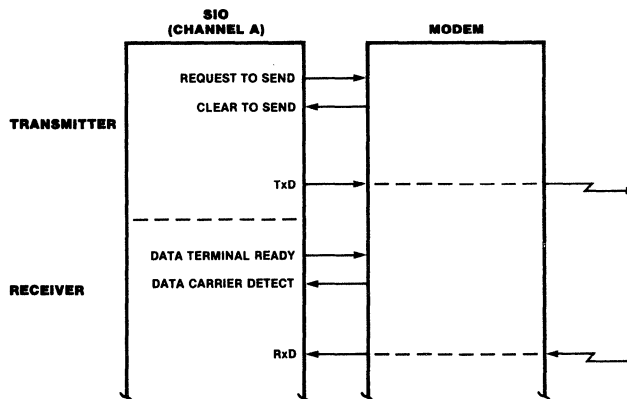 SIO
(CHANNEL A)
MODEM
REQUEST TO SEND
CLEAR TO SEND
TRANSMITTER
TxD
DATA TERMINAL READY
DATA CARRIER DETECT
RECEIVER
RxD